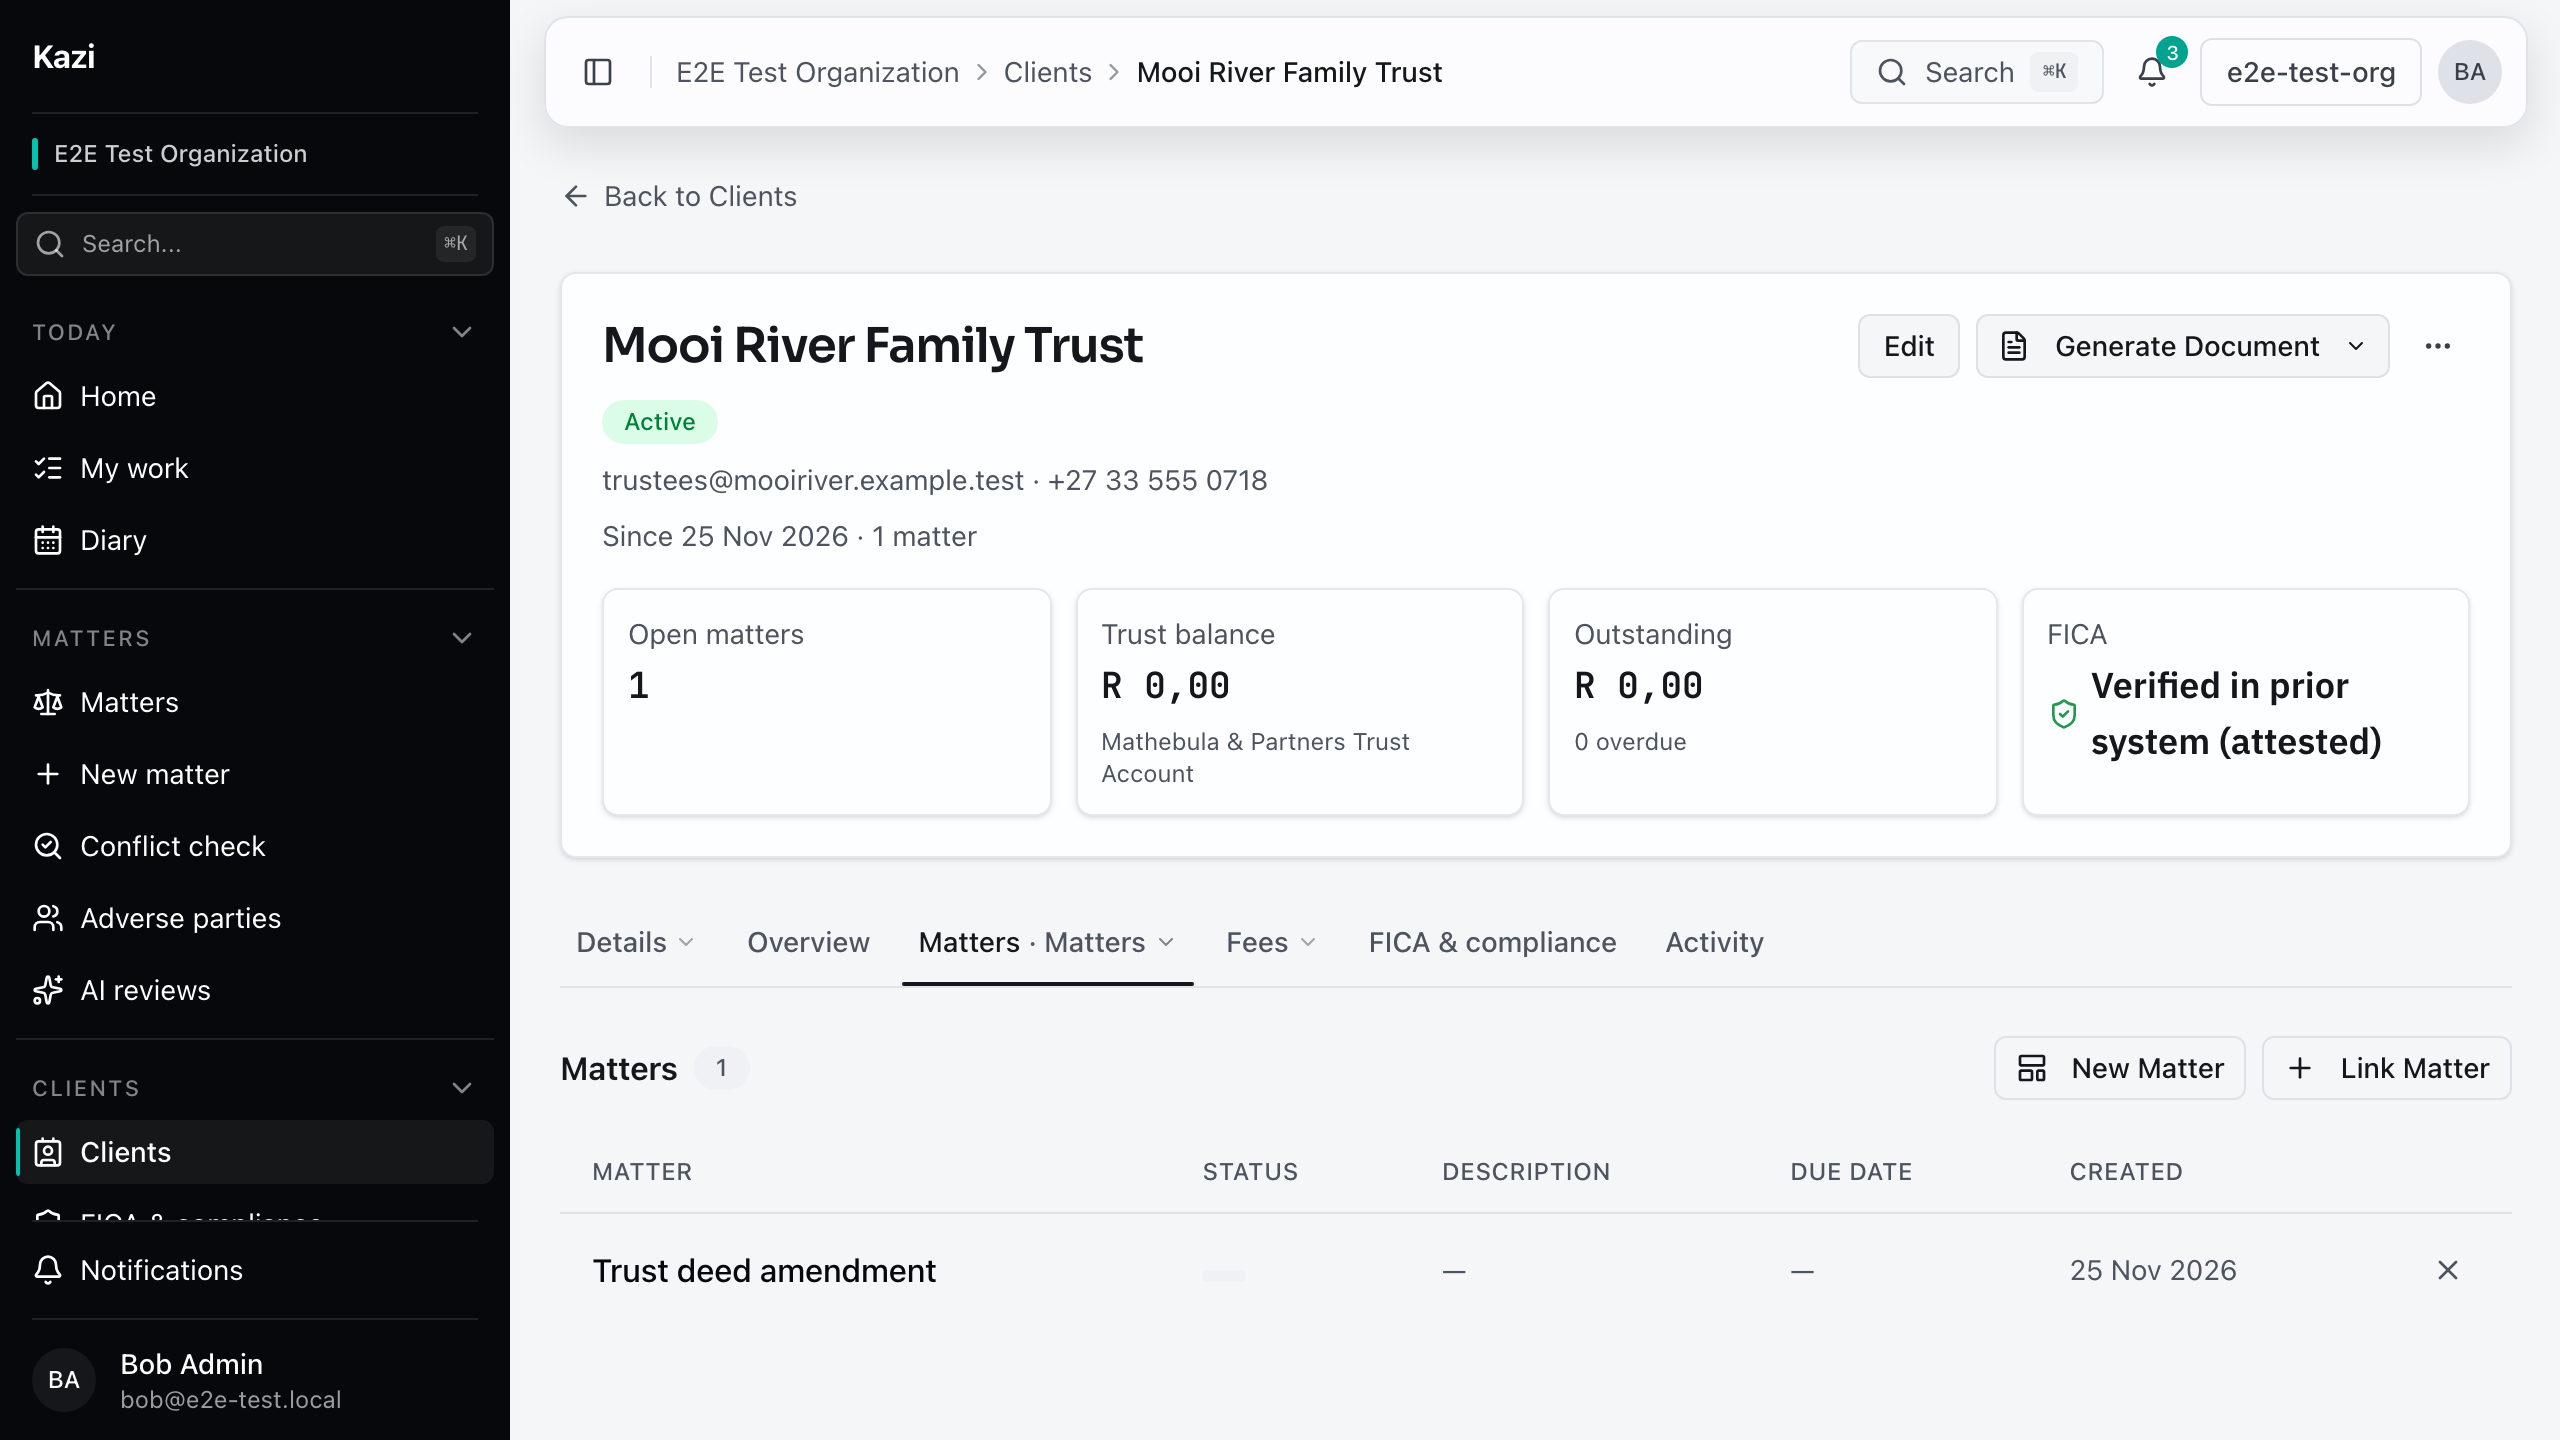 Kazi
E2E Test Organization
Search...
⌘K
TODAY
Home
My work
Diary
MATTERS
Matters
New matter
Conflict check
Adverse parties
AI reviews
CLIENTS
Clients
FICA & compliance
Notifications
BA
Bob Admin
bob@e2e-test.local
E2E Test Organization > Clients > Mooi River Family Trust
Search ⌘K
3
e2e-test-org
BA
Back to Clients
Mooi River Family Trust
Edit
Generate Document
Active
trustees@mooiriver.example.test · +27 33 555 0718
Since 25 Nov 2026 · 1 matter
Open matters
1
Trust balance
R 0,00
Mathebula & Partners Trust
Account
Outstanding
R 0,00
0 overdue
FICA
Verified in prior
system (attested)
Details
Overview
Matters · Matters
Fees
FICA & compliance
Activity
Matters 1
New Matter
Link Matter
MATTER STATUS DESCRIPTION DUE DATE CREATED
Trust deed amendment — — 25 Nov 2026